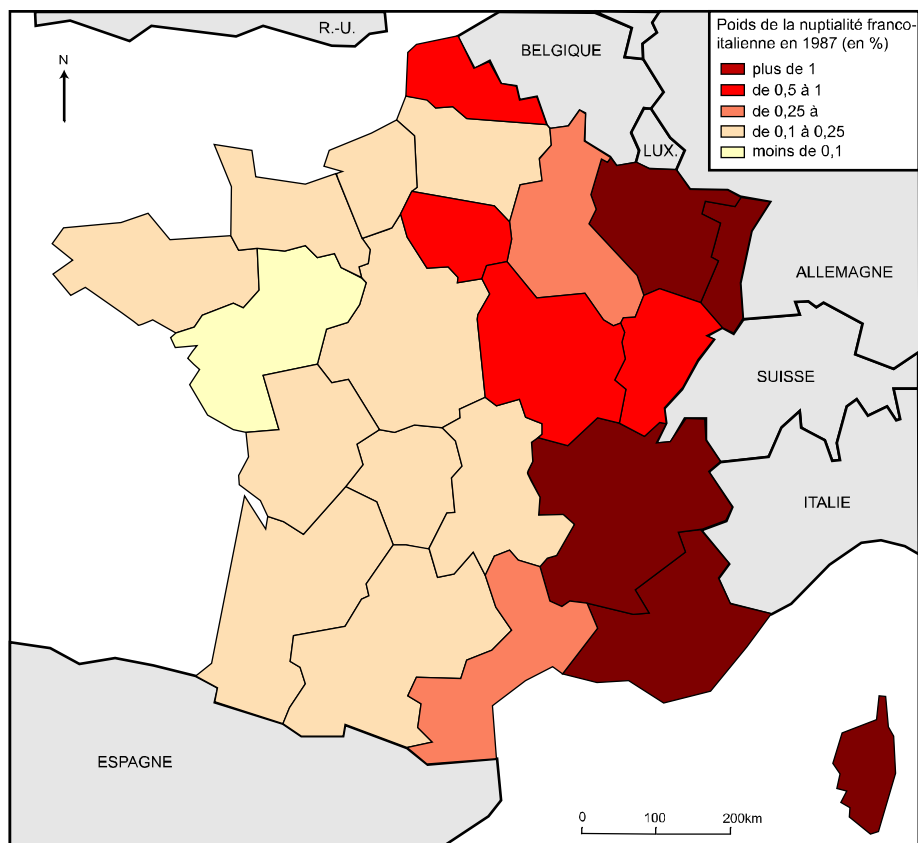 R.-U.
BELGIQUE
Poids de la nuptialité franco-
italienne en 1987 (en %)
plus de 1
de 0,5 à 1
de 0,25 à
de 0,1 à 0,25
moins de 0,1
N
LUX.
ALLEMAGNE
SUISSE
ITALIE
ESPAGNE
0 100 200km